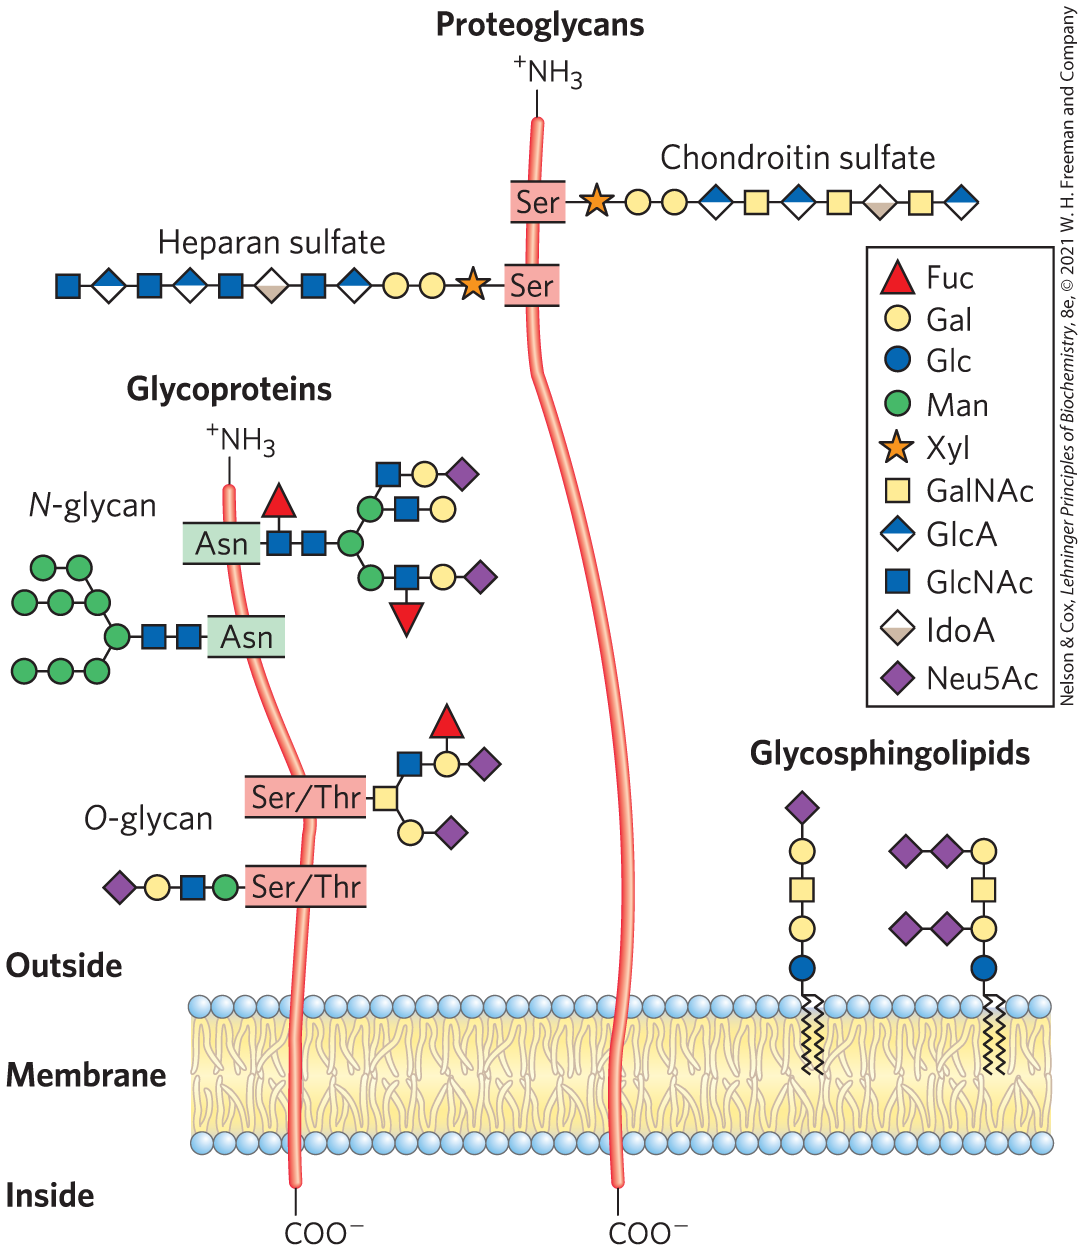 Proteoglycans
⁺NH₃
Chondroitin sulfate
Ser
Heparan sulfate
Ser
Fuc
Gal
Glc
Man
Xyl
GalNAc
GlcA
GlcNAc
IdoA
Neu5Ac
Glycoproteins
⁺NH₃
N-glycan
Asn
Asn
Ser/Thr
O-glycan
Ser/Thr
Glycosphingolipids
Outside
Membrane
Inside
COO⁻
COO⁻
Nelson & Cox, Lehninger Principles of Biochemistry, 8e, © 2021 W. H. Freeman and Company